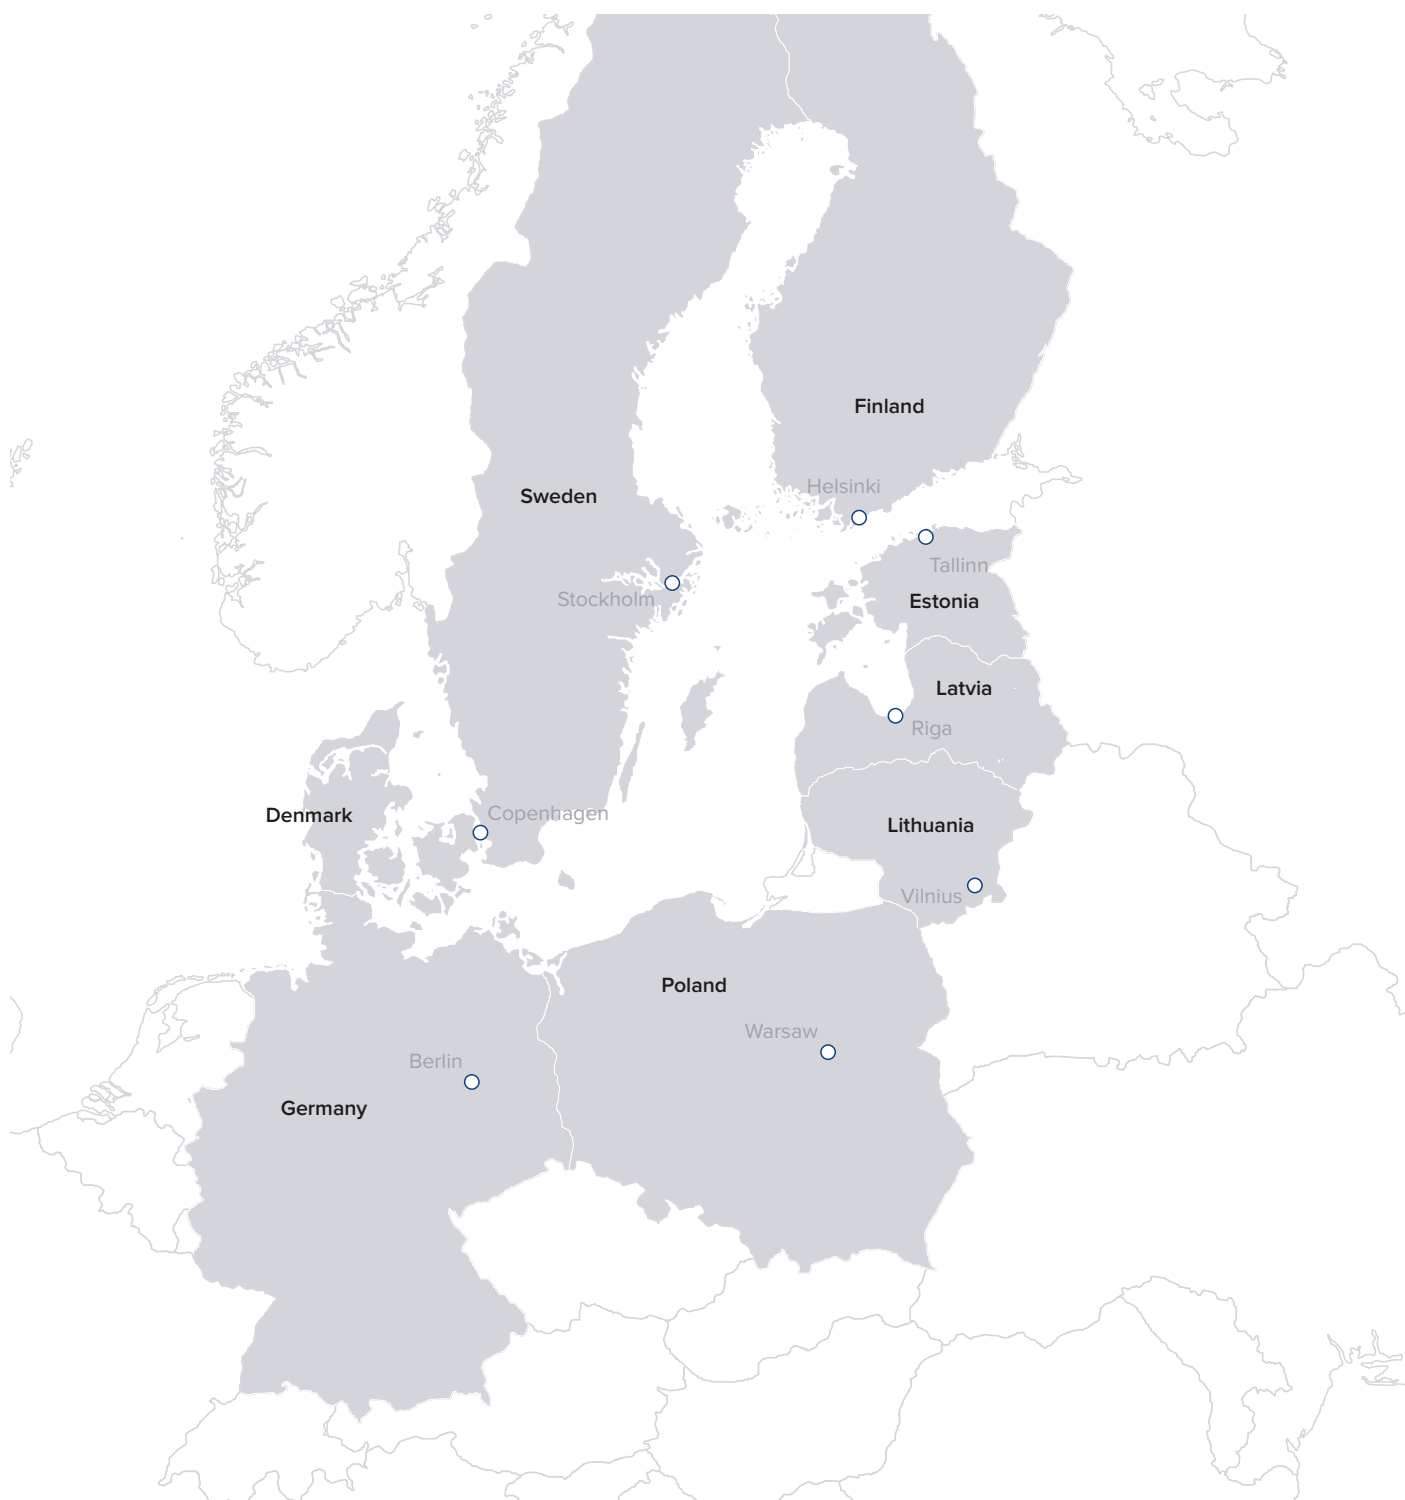 Finland
Helsinki
Sweden
Tallinn
Stockholm
Estonia
Latvia
Riga
Copenhagen
Denmark
Lithuania
Vilnius
Poland
Warsaw
Berlin
Germany